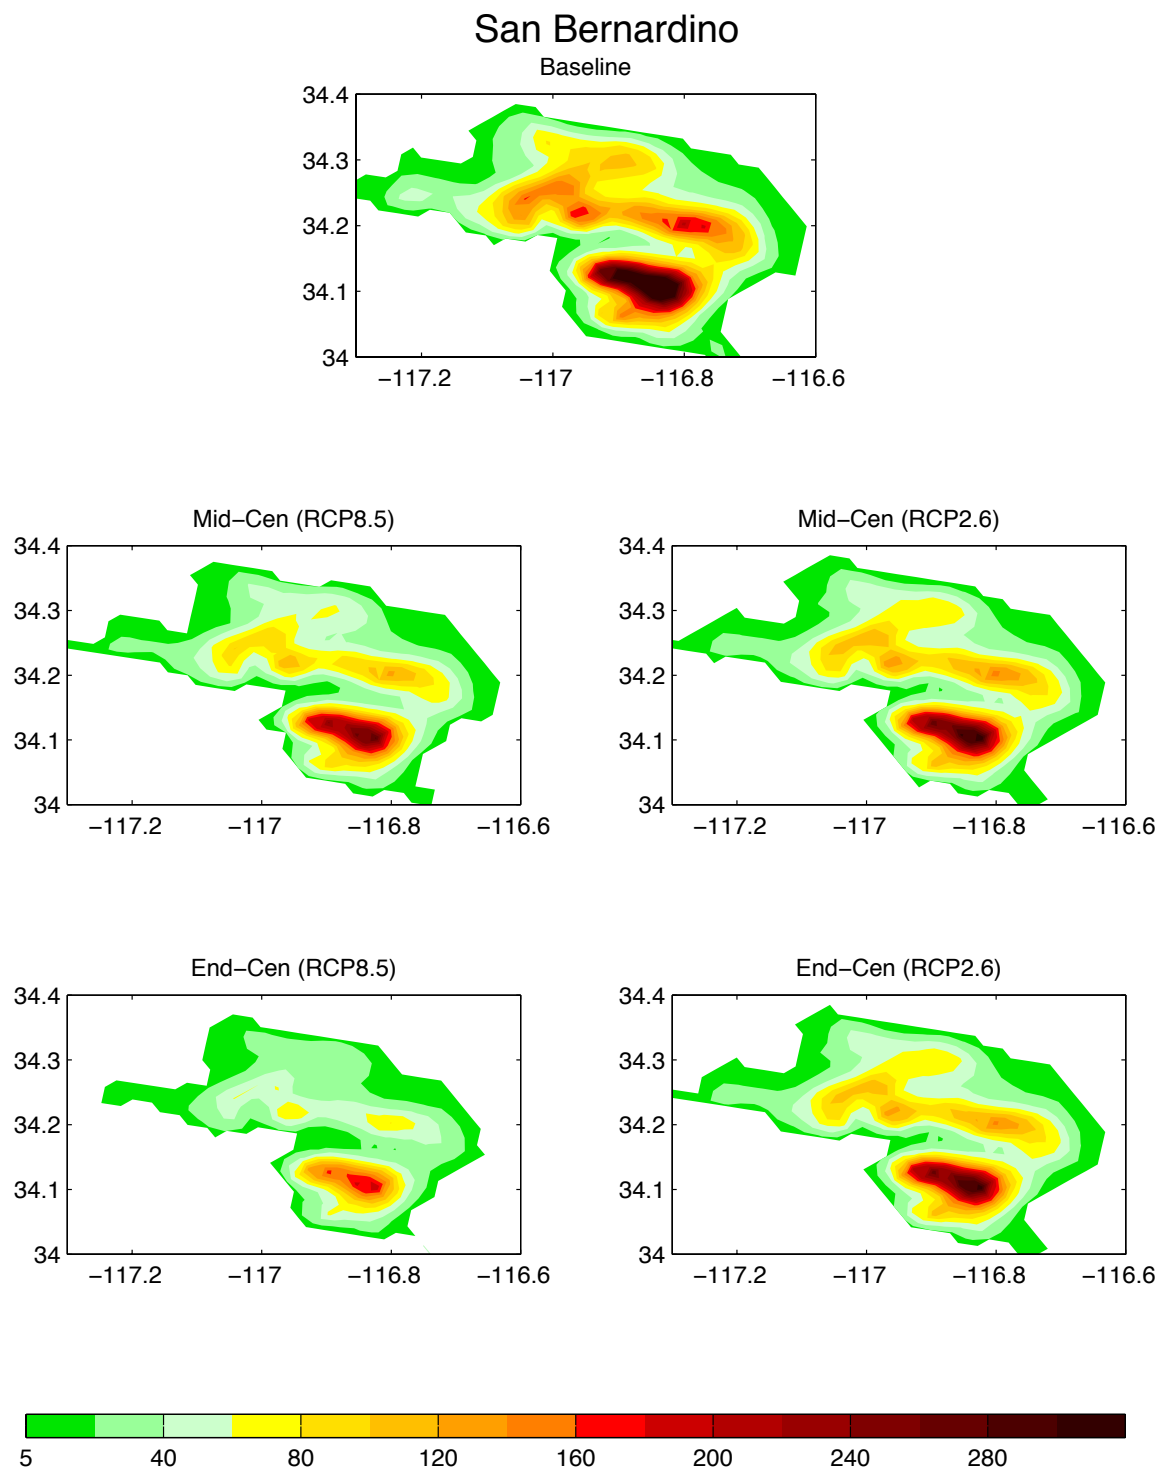 San Bernardino
Baseline
34.4
34.3
34.2
34.1
34
−117.2 −117 −116.8 −116.6
Mid−Cen (RCP8.5)
34.4
34.3
34.2
34.1
34
−117.2 −117 −116.8 −116.6
Mid−Cen (RCP2.6)
34.4
34.3
34.2
34.1
34
−117.2 −117 −116.8 −116.6
End−Cen (RCP8.5)
34.4
34.3
34.2
34.1
34
−117.2 −117 −116.8 −116.6
End−Cen (RCP2.6)
34.4
34.3
34.2
34.1
34
−117.2 −117 −116.8 −116.6
5 40 80 120 160 200 240 280